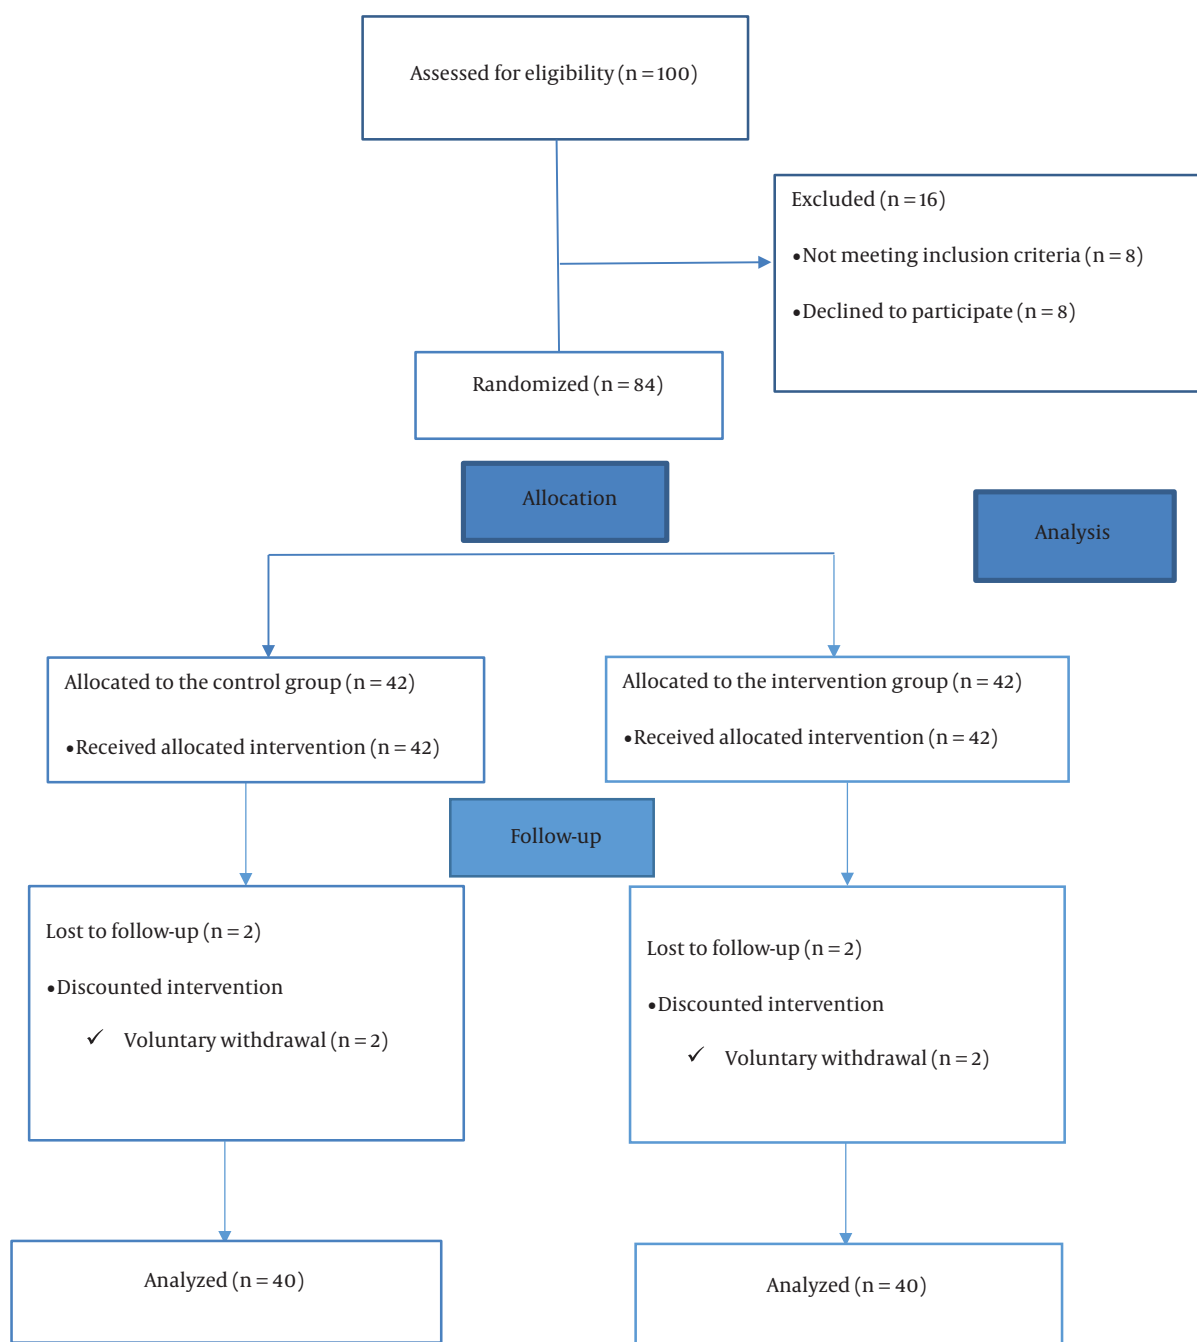 Assessed for eligibility (n = 100)
Excluded (n = 16)
•Not meeting inclusion criteria (n = 8)
•Declined to participate (n = 8)
Randomized (n = 84)
Allocation
Analysis
Allocated to the control group (n = 42)
•Received allocated intervention (n = 42)
Allocated to the intervention group (n = 42)
•Received allocated intervention (n = 42)
Follow-up
Lost to follow-up (n = 2)
•Discounted intervention
✓ Voluntary withdrawal (n = 2)
Lost to follow-up (n = 2)
•Discounted intervention
✓ Voluntary withdrawal (n = 2)
Analyzed (n = 40)
Analyzed (n = 40)